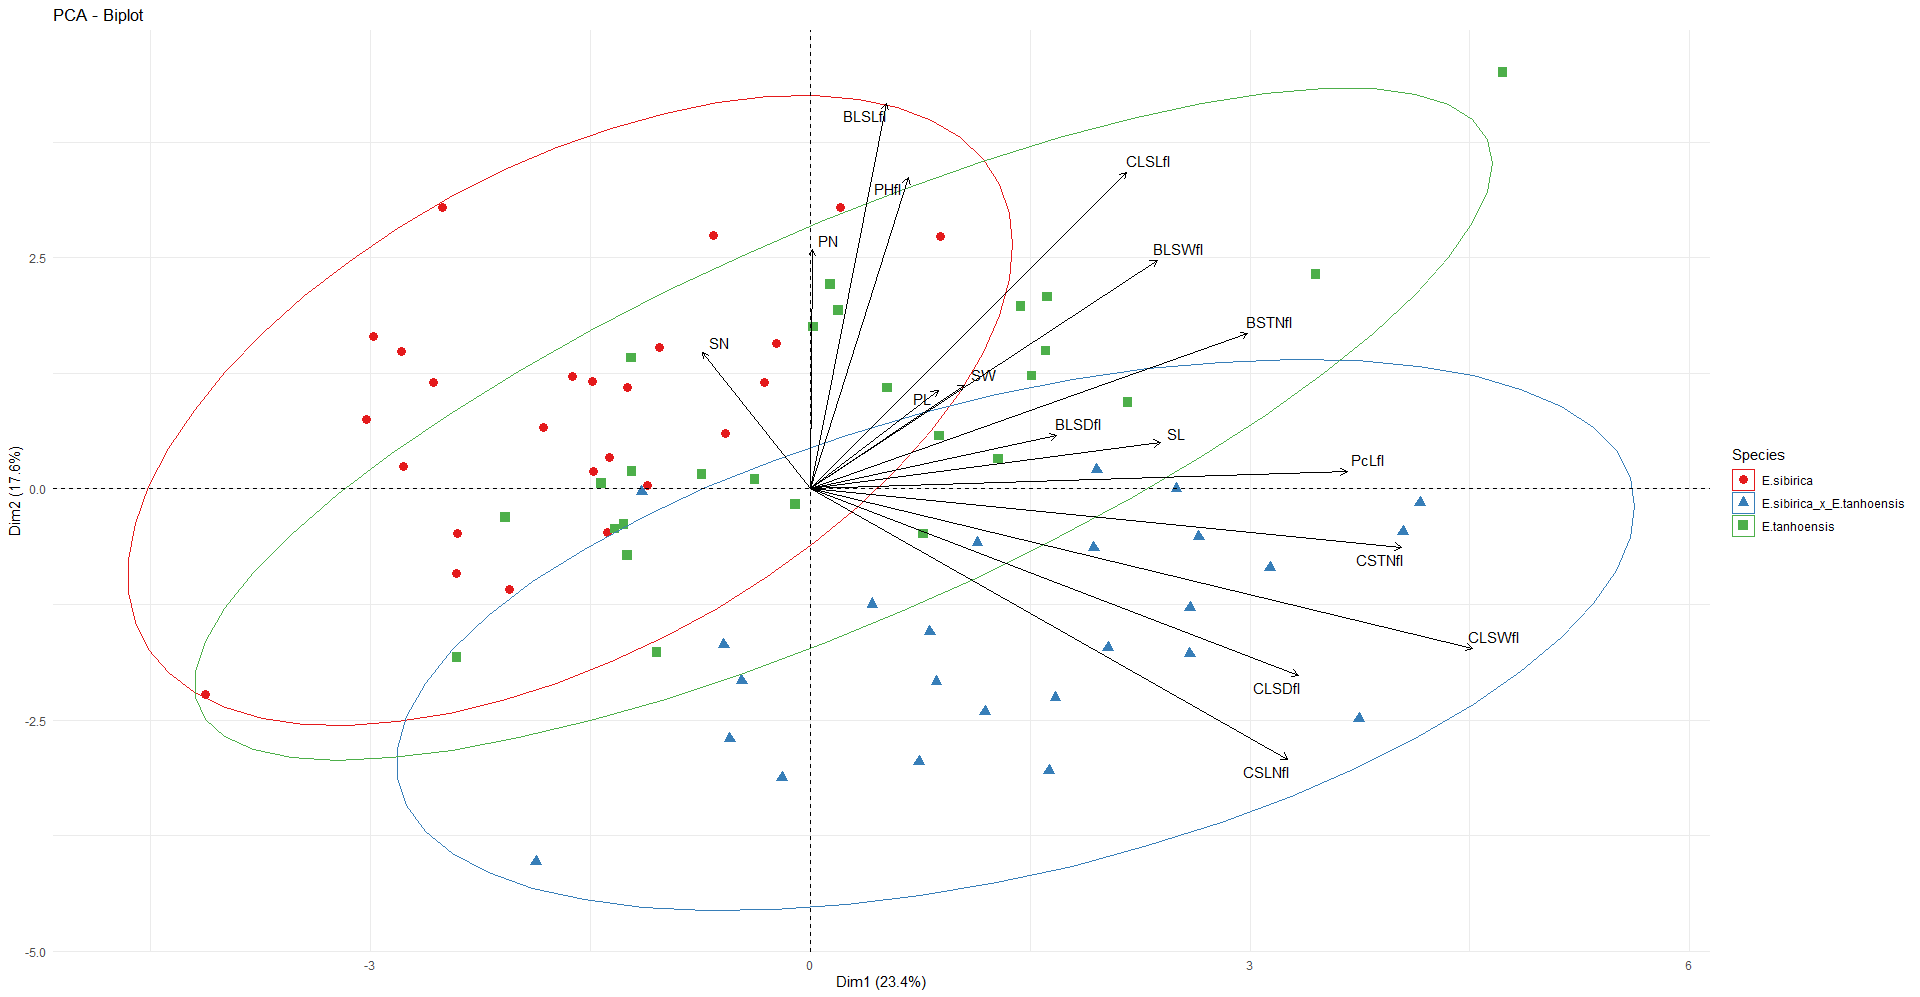 PCA - Biplot
BLSLfl
CLSLfl
PHfl
PN
BLSWfl
2.5
BSTNfl
SN
SW
PL
BLSDfl
SL
PcLfl
Species
E.sibirica
0.0
E.sibirica_x_E.tanhoensis
Dim2 (17.6%)
E.tanhoensis
CSTNfl
CLSWfl
CLSDfl
-2.5
CSLNfl
-5.0
-3
0
3
6
Dim1 (23.4%)